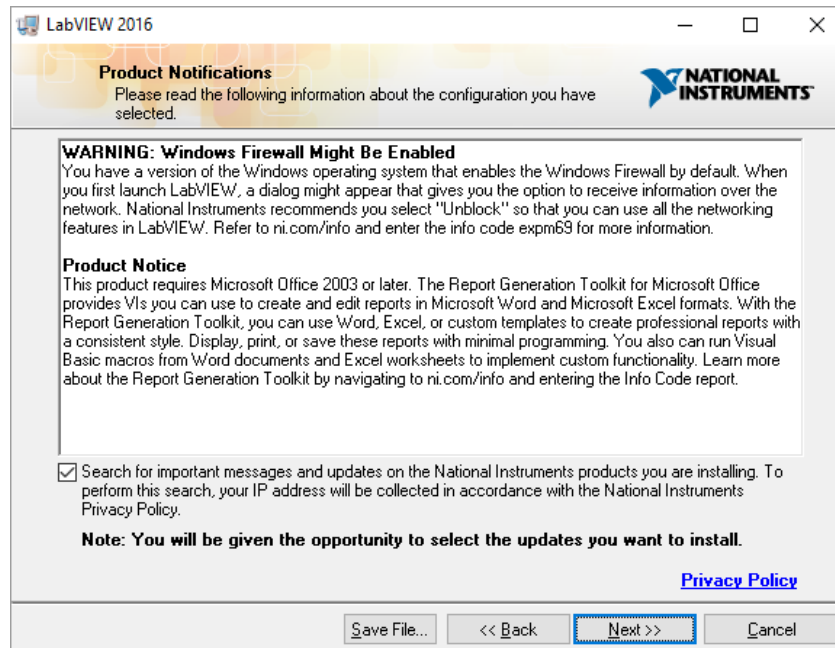 LabVIEW 2016
Product Notifications
Please read the following information about the configuration you have
selected.
NATIONAL
INSTRUMENTS™
WARNING: Windows Firewall Might Be Enabled
You have a version of the Windows operating system that enables the Windows Firewall by default. When
you first launch LabVIEW, a dialog might appear that gives you the option to receive information over the
network. National Instruments recommends you select "Unblock" so that you can use all the networking
features in LabVIEW. Refer to ni.com/info and enter the info code expm69 for more information.
Product Notice
This product requires Microsoft Office 2003 or later. The Report Generation Toolkit for Microsoft Office
provides VIs you can use to create and edit reports in Microsoft Word and Microsoft Excel formats. With the
Report Generation Toolkit, you can use Word, Excel, or custom templates to create professional reports with
a consistent style. Display, print, or save these reports with minimal programming. You also can run Visual
Basic macros from Word documents and Excel worksheets to implement custom functionality. Learn more
about the Report Generation Toolkit by navigating to ni.com/info and entering the Info Code report.
Search for important messages and updates on the National Instruments products you are installing. To
perform this search, your IP address will be collected in accordance with the National Instruments
Privacy Policy.
Note: You will be given the opportunity to select the updates you want to install.
Privacy Policy
Save File... << Back Next >> Cancel